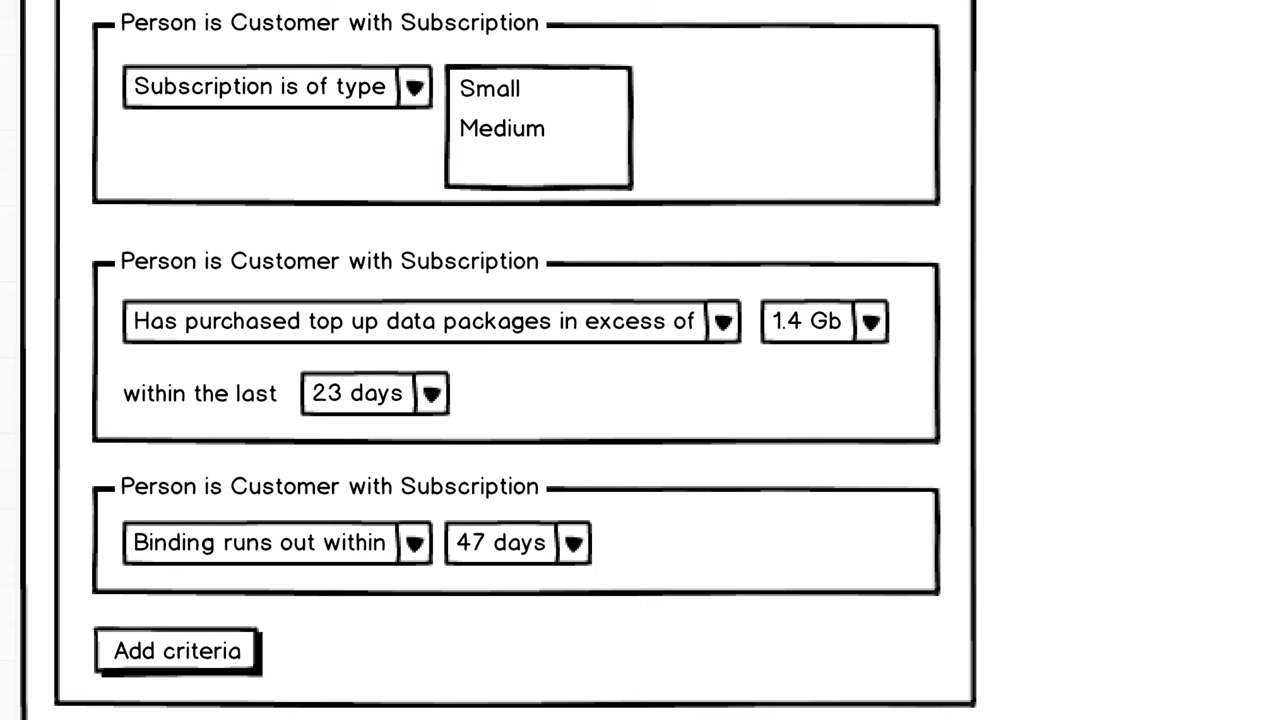 Person is Customer with Subscription
Subscription is of type
Small
Medium
Person is Customer with Subscription
Has purchased top up data packages in excess of 1.4 Gb
within the last 23 days
Person is Customer with Subscription
Binding runs out within 47 days
Add criteria